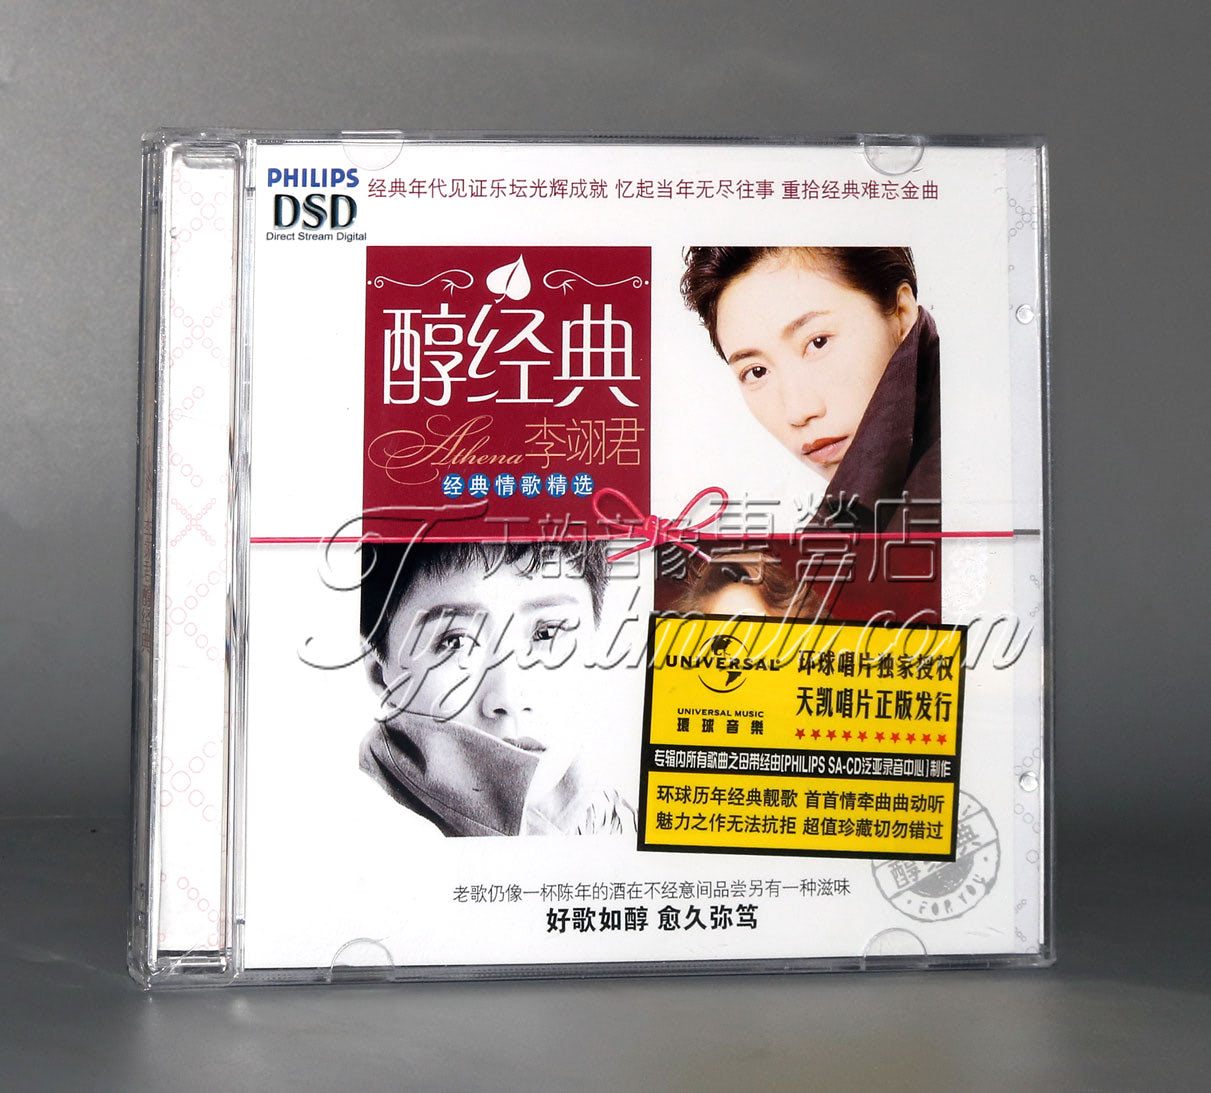 PHILIPS
DSD
Direct Stream Digital
经典年代见证乐坛光辉成就 忆起当年无尽往事 重拾经典难忘金曲
醇经典
Athena 李翊君
经典情歌精选
天韵音像專營店
Tyyxtmall.com
UNIVERSAL
UNIVERSAL MUSIC
環球音樂
环球唱片独家授权
天凯唱片正版发行
专辑内所有歌曲之母带经由[PHILIPS SA-CD泛亚录音中心]制作
环球历年经典靓歌 首首情牵曲曲动听
魅力之作无法抗拒 超值珍藏切勿错过
醇经典
FOR YOU
老歌仍像一杯陈年的酒在不经意间品尝另有一种滋味
好歌如醇 愈久弥笃